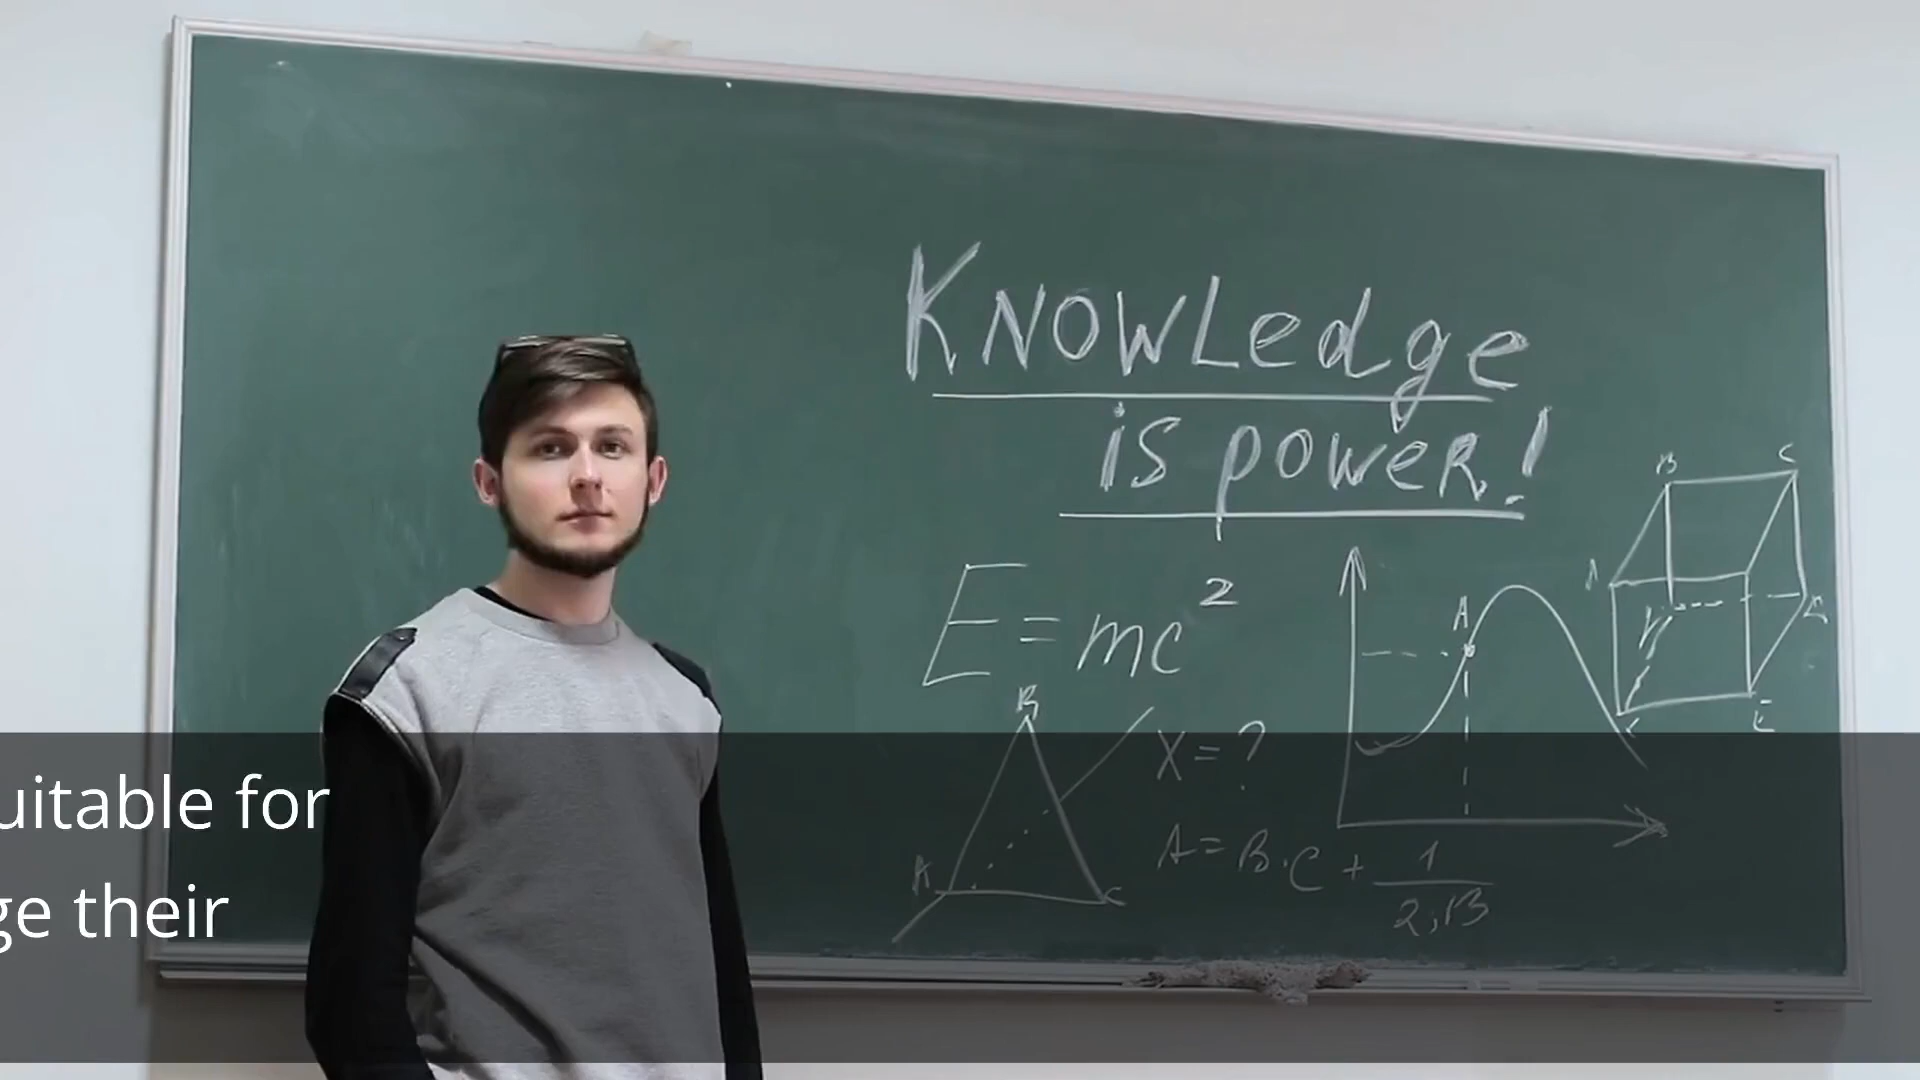 Knowledge
is power!
E = mc²
B
X = ?
A
C
A = B.C + 1/2,13
A
B
C
A
E
uitable for
ge their